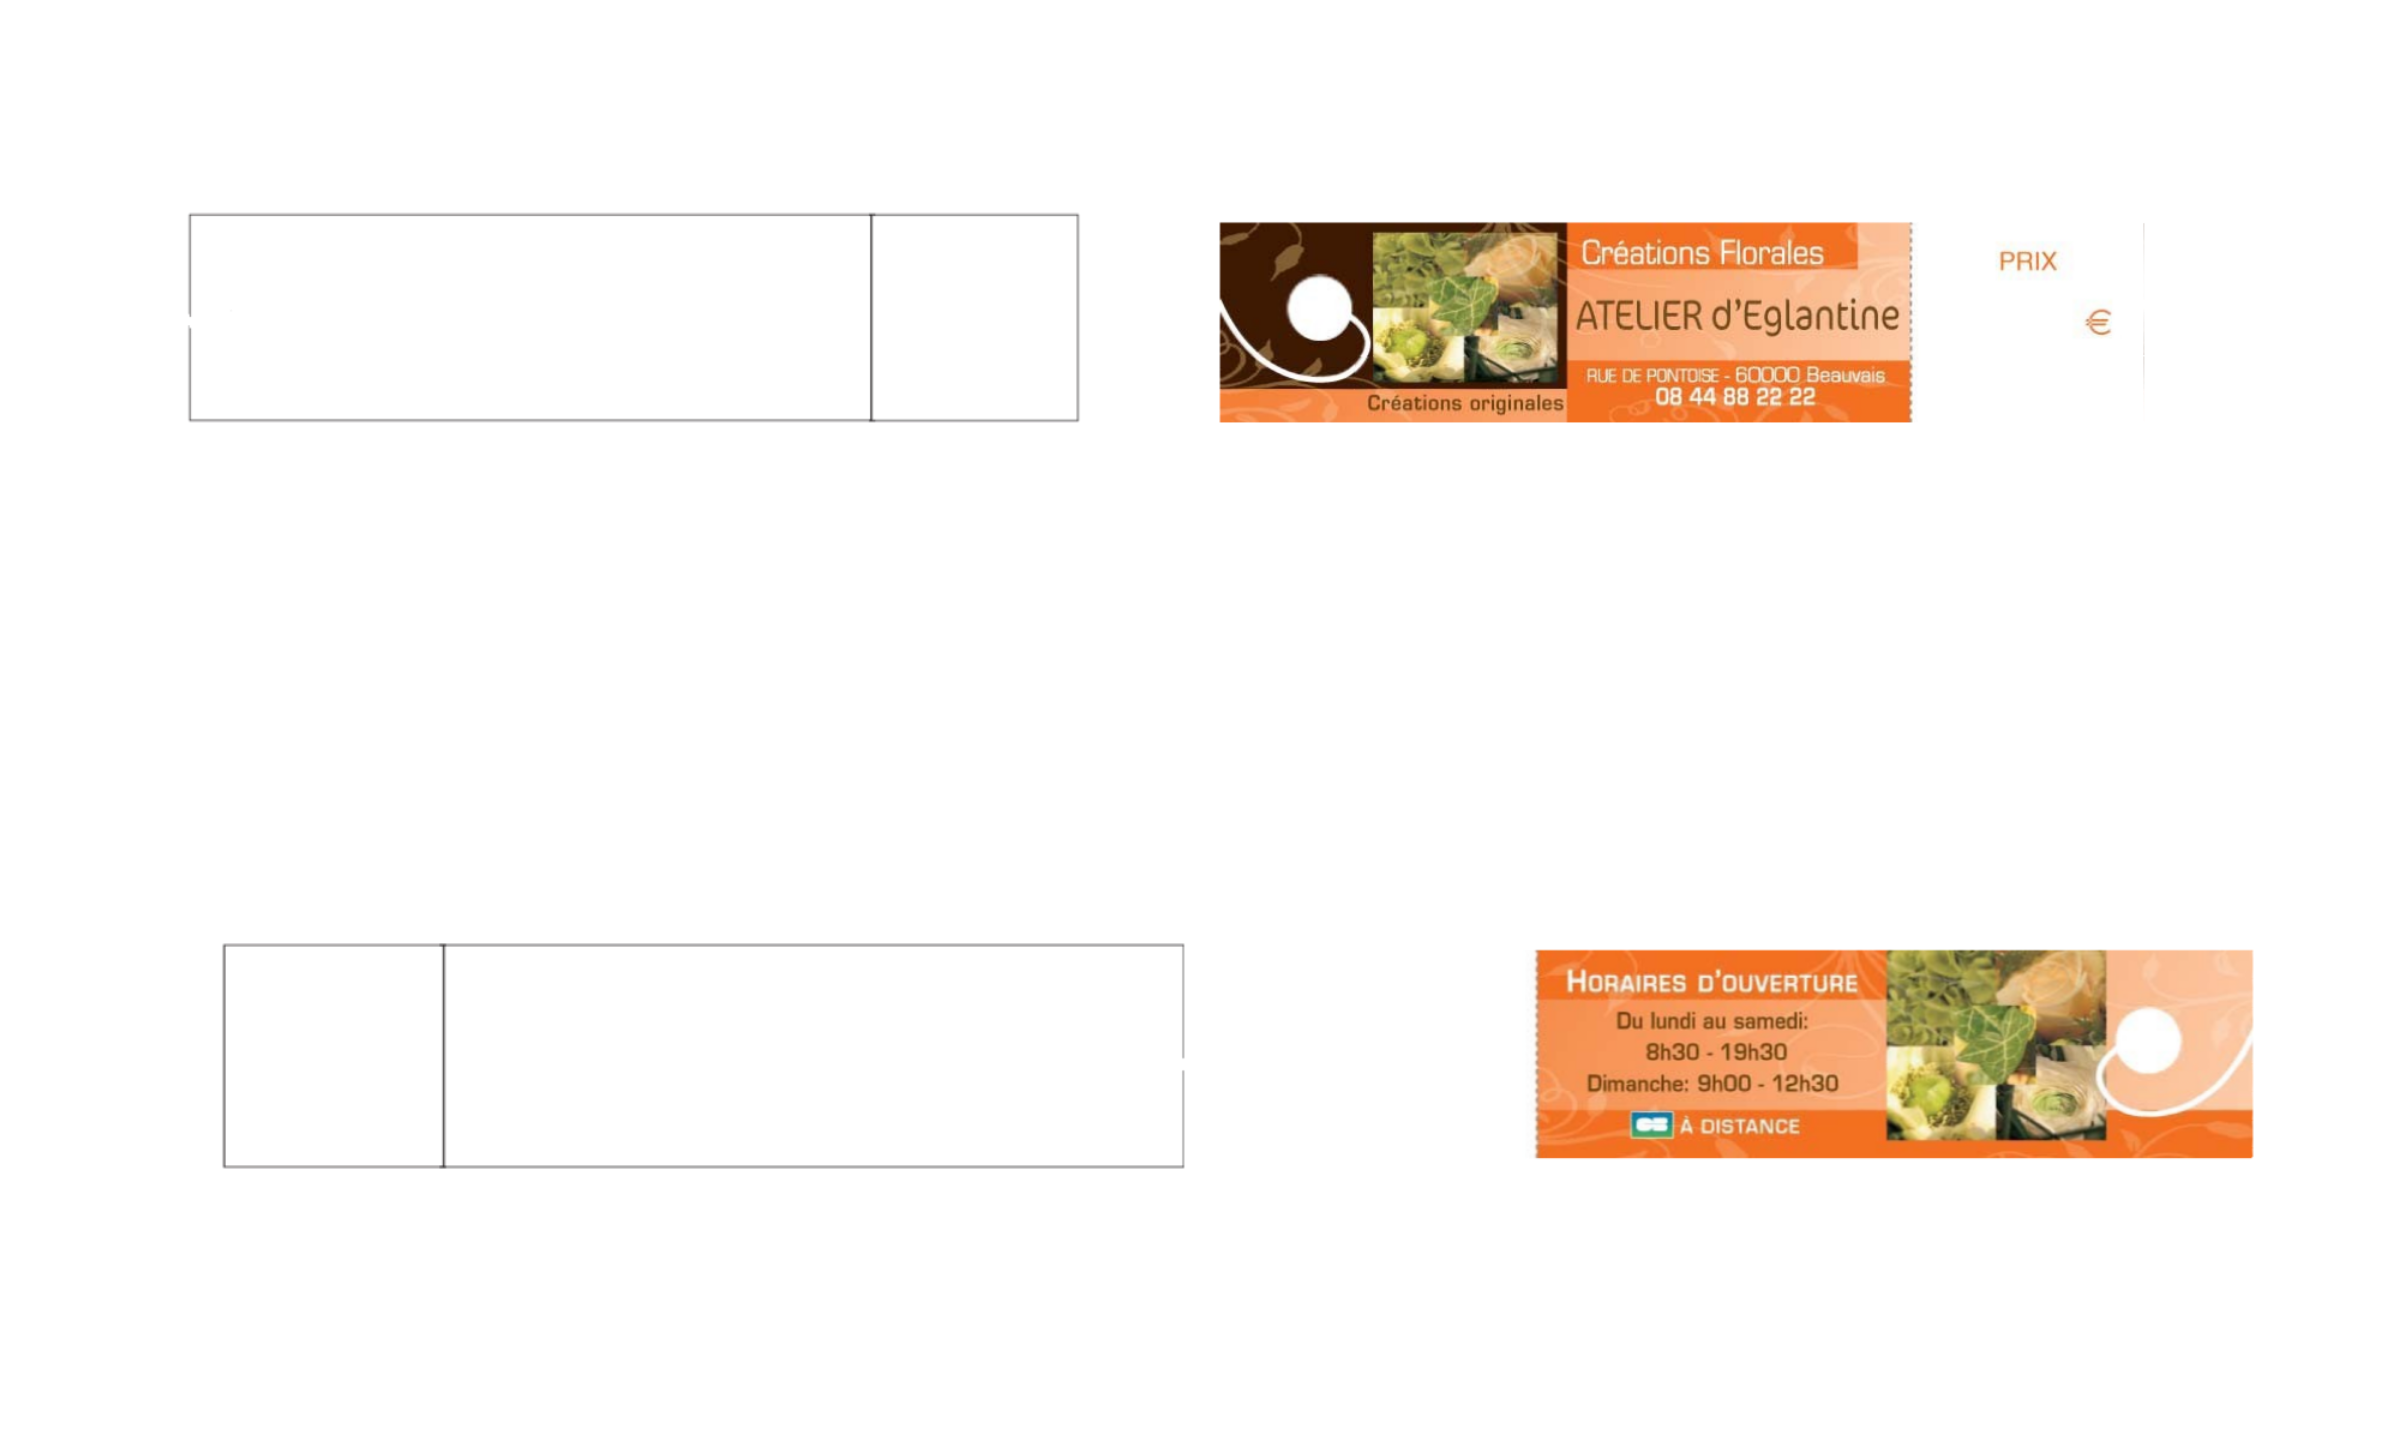 Créations Florales
ATELIER d'Eglantine
RUE DE PONTOISE - 60000 Beauvais
08 44 88 22 22
Créations originales
PRIX
€
HORAIRES D'OUVERTURE
Du lundi au samedi:
8h30 - 19h30
Dimanche: 9h00 - 12h30
CB À DISTANCE